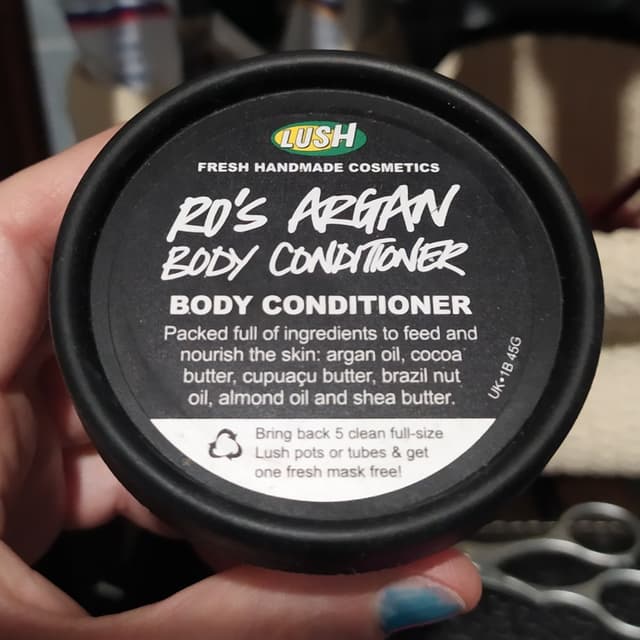 LUSH
FRESH HANDMADE COSMETICS
RO'S ARGAN
BODY CONDITIONER
BODY CONDITIONER
Packed full of ingredients to feed and
nourish the skin: argan oil, cocoa
butter, cupuaçu butter, brazil nut
oil, almond oil and shea butter.
UK•1B 45G
Bring back 5 clean full-size
Lush pots or tubes & get
one fresh mask free!